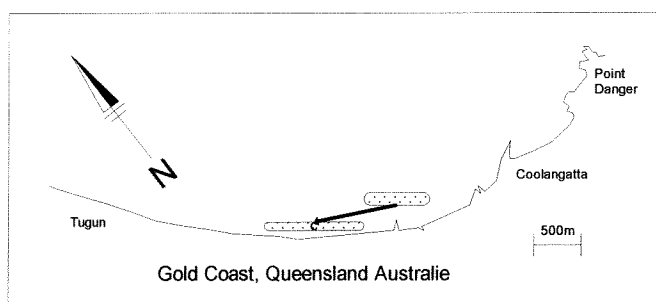 Point
Danger
N
Coolangatta
Tugun
500m
Gold Coast, Queensland Australie